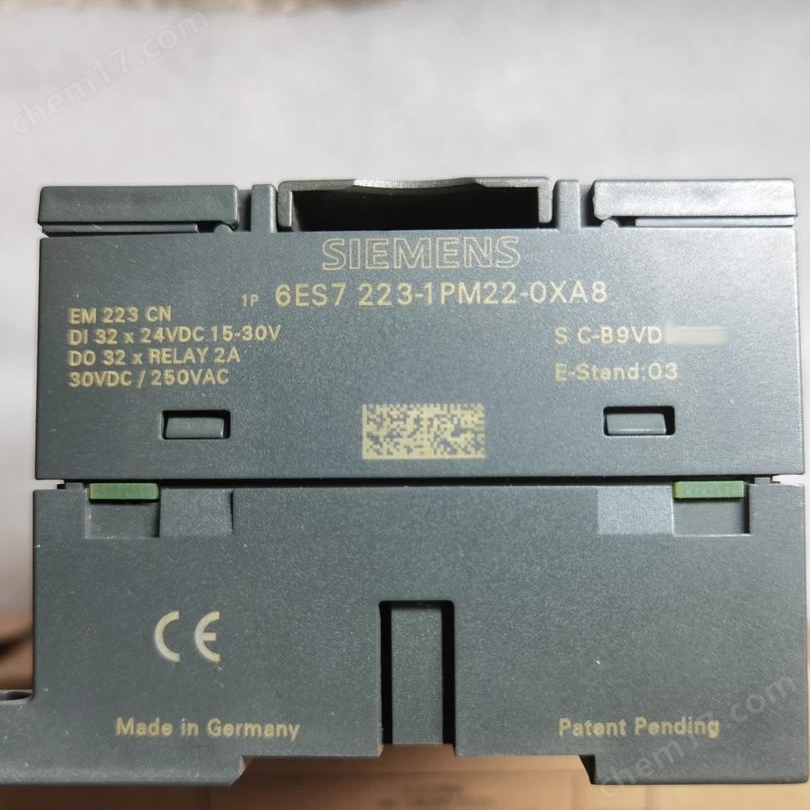 chem17.com
SIEMENS
1P 6ES7 223-1PM22-0XA8
EM 223 CN
DI 32 x 24VDC 15-30V
DO 32 x RELAY 2A
30VDC / 250VAC
S C-B9VD
E-Stand:03
CE
Made in Germany
Patent Pending
chem17.com